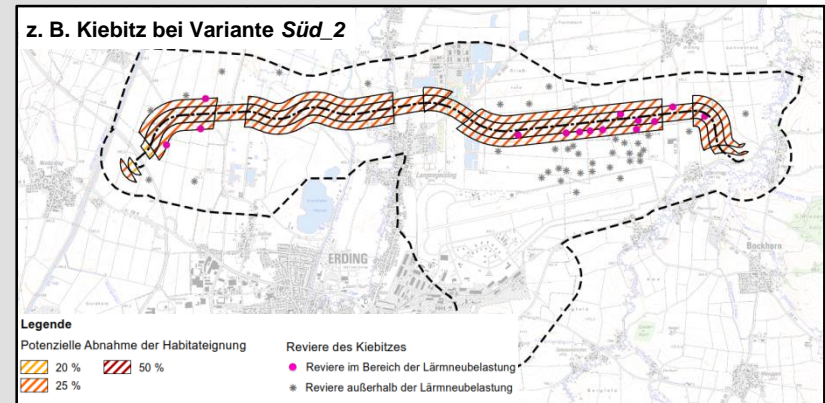 z. B. Kiebitz bei Variante Süd_2
Langengeisling
ERDING
Bockhorn
Legende
Potenzielle Abnahme der Habitateignung
20 %
50 %
25 %
Reviere des Kiebitzes
Reviere im Bereich der Lärmneubelastung
Reviere außerhalb der Lärmneubelastung